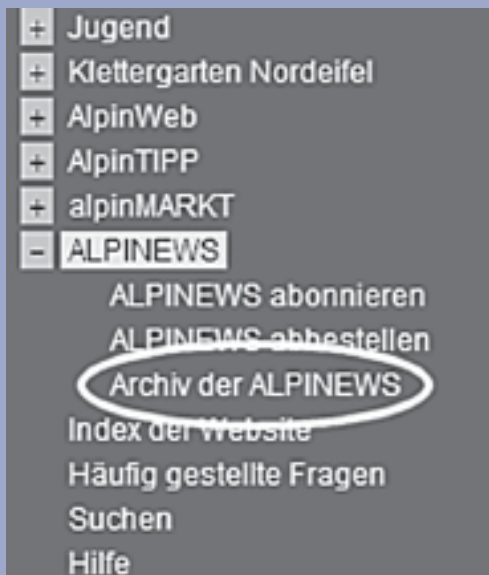 Jugend
Klettergarten Nordeifel
AlpinWeb
AlpinTIPP
alpinMARKT
ALPINEWS
ALPINEWS abonnieren
ALPINEWS abbestellen
Archiv der ALPINEWS
Index der Website
Häufig gestellte Fragen
Suchen
Hilfe